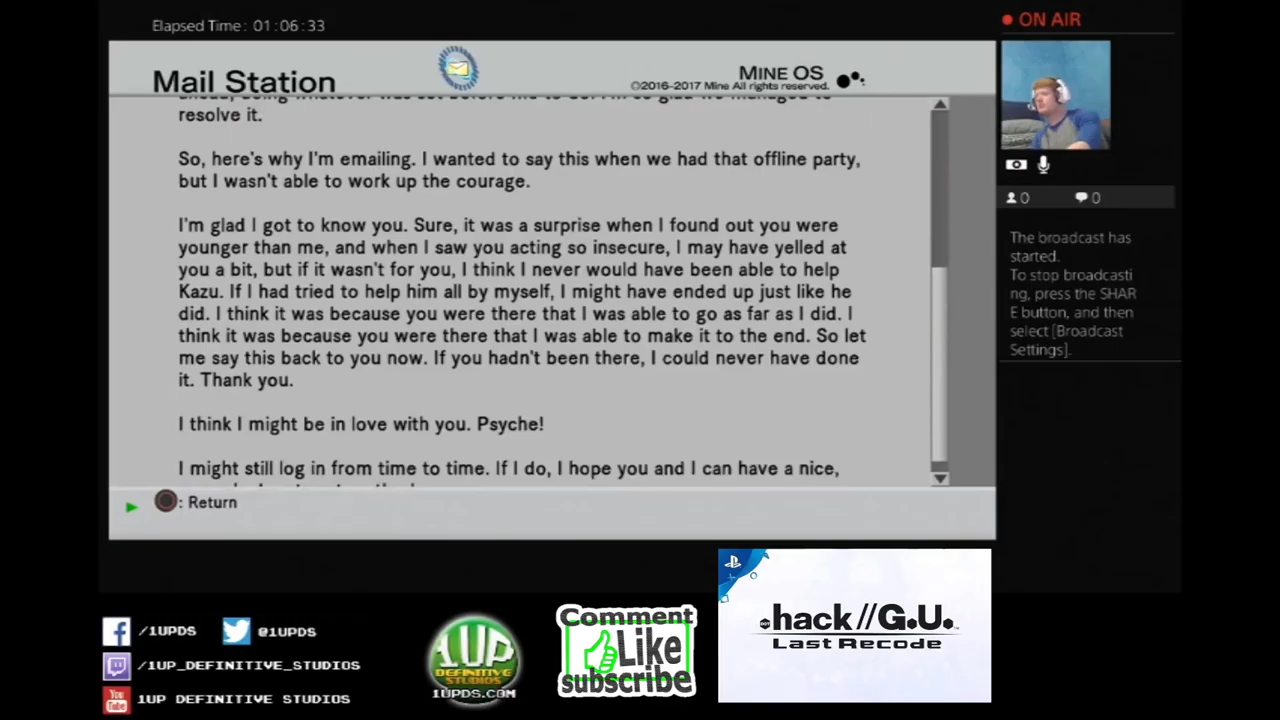 Elapsed Time: 01:06:33
ON AIR
Mail Station
MINE OS
©2016-2017 Mine All rights reserved.
resolve it.
So, here's why I'm emailing. I wanted to say this when we had that offline party,
but I wasn't able to work up the courage.
I'm glad I got to know you. Sure, it was a surprise when I found out you were
younger than me, and when I saw you acting so insecure, I may have yelled at
you a bit, but if it wasn't for you, I think I never would have been able to help
Kazu. If I had tried to help him all by myself, I might have ended up just like he
did. I think it was because you were there that I was able to go as far as I did. I
think it was because you were there that I was able to make it to the end. So let
me say this back to you now. If you hadn't been there, I could never have done
it. Thank you.
I think I might be in love with you. Psyche!
I might still log in from time to time. If I do, I hope you and I can have a nice,
: Return
0
0
The broadcast has
started.
To stop broadcasti
ng, press the SHAR
E button, and then
select [Broadcast
Settings].
/1UPDS
@1UPDS
/1UP_DEFINITIVE_STUDIOS
You
Tube
1UP DEFINITIVE STUDIOS
1UP
DEFINITIVE
STUDIOS
1UPDS.COM
Comment
Like
subscribe
.hack//G.U.
Last Recode